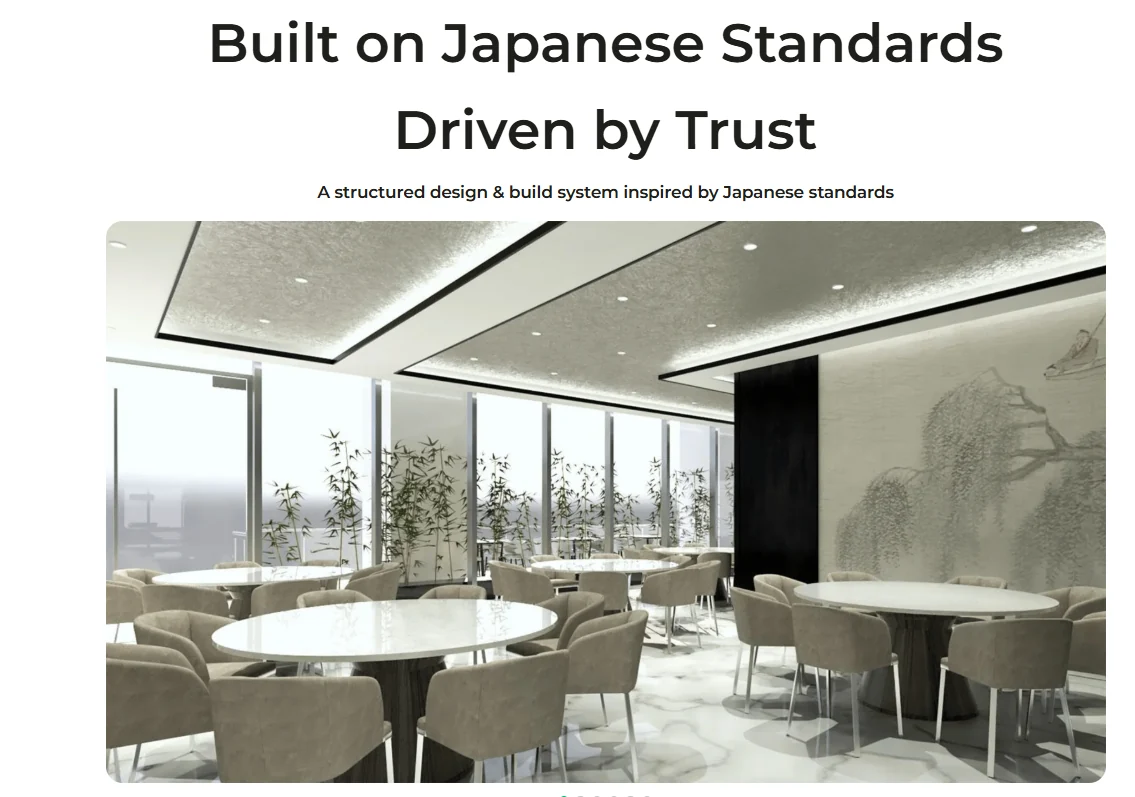 Built on Japanese Standards
Driven by Trust
A structured design & build system inspired by Japanese standards